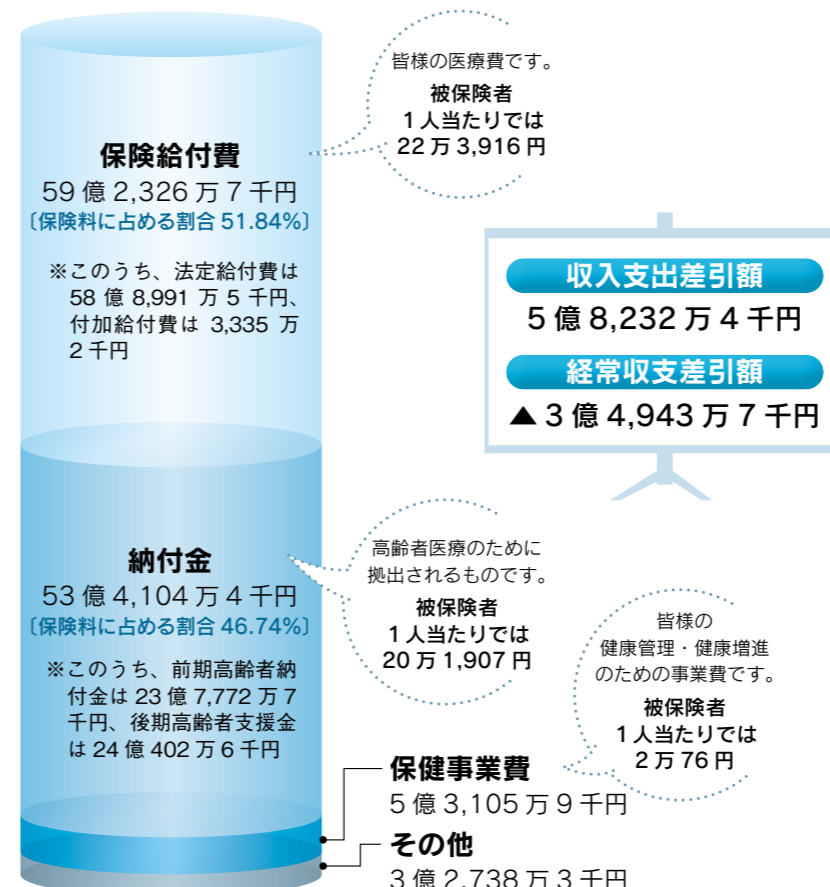 皆様の医療費です。
被保険者
1人当たりでは
22万3,916円
保険給付費
59億2,326万7千円
〔保険料に占める割合 51.84%〕
※このうち、法定給付費は
58億8,991万5千円、
付加給付費は 3,335万
2千円
収入支出差引額
5億8,232万4千円
経常収支差引額
▲3億4,943万7千円
納付金
53億4,104万4千円
〔保険料に占める割合 46.74%〕
※このうち、前期高齢者納
付金は23億7,772万7
千円、後期高齢者支援金
は24億402万6千円
高齢者医療のために
拠出されるものです。
被保険者
1人当たりでは
20万1,907円
皆様の
健康管理・健康増進
のための事業費です。
被保険者
1人当たりでは
2万76円
保健事業費
5億3,105万9千円
その他
3億2,738万3千円